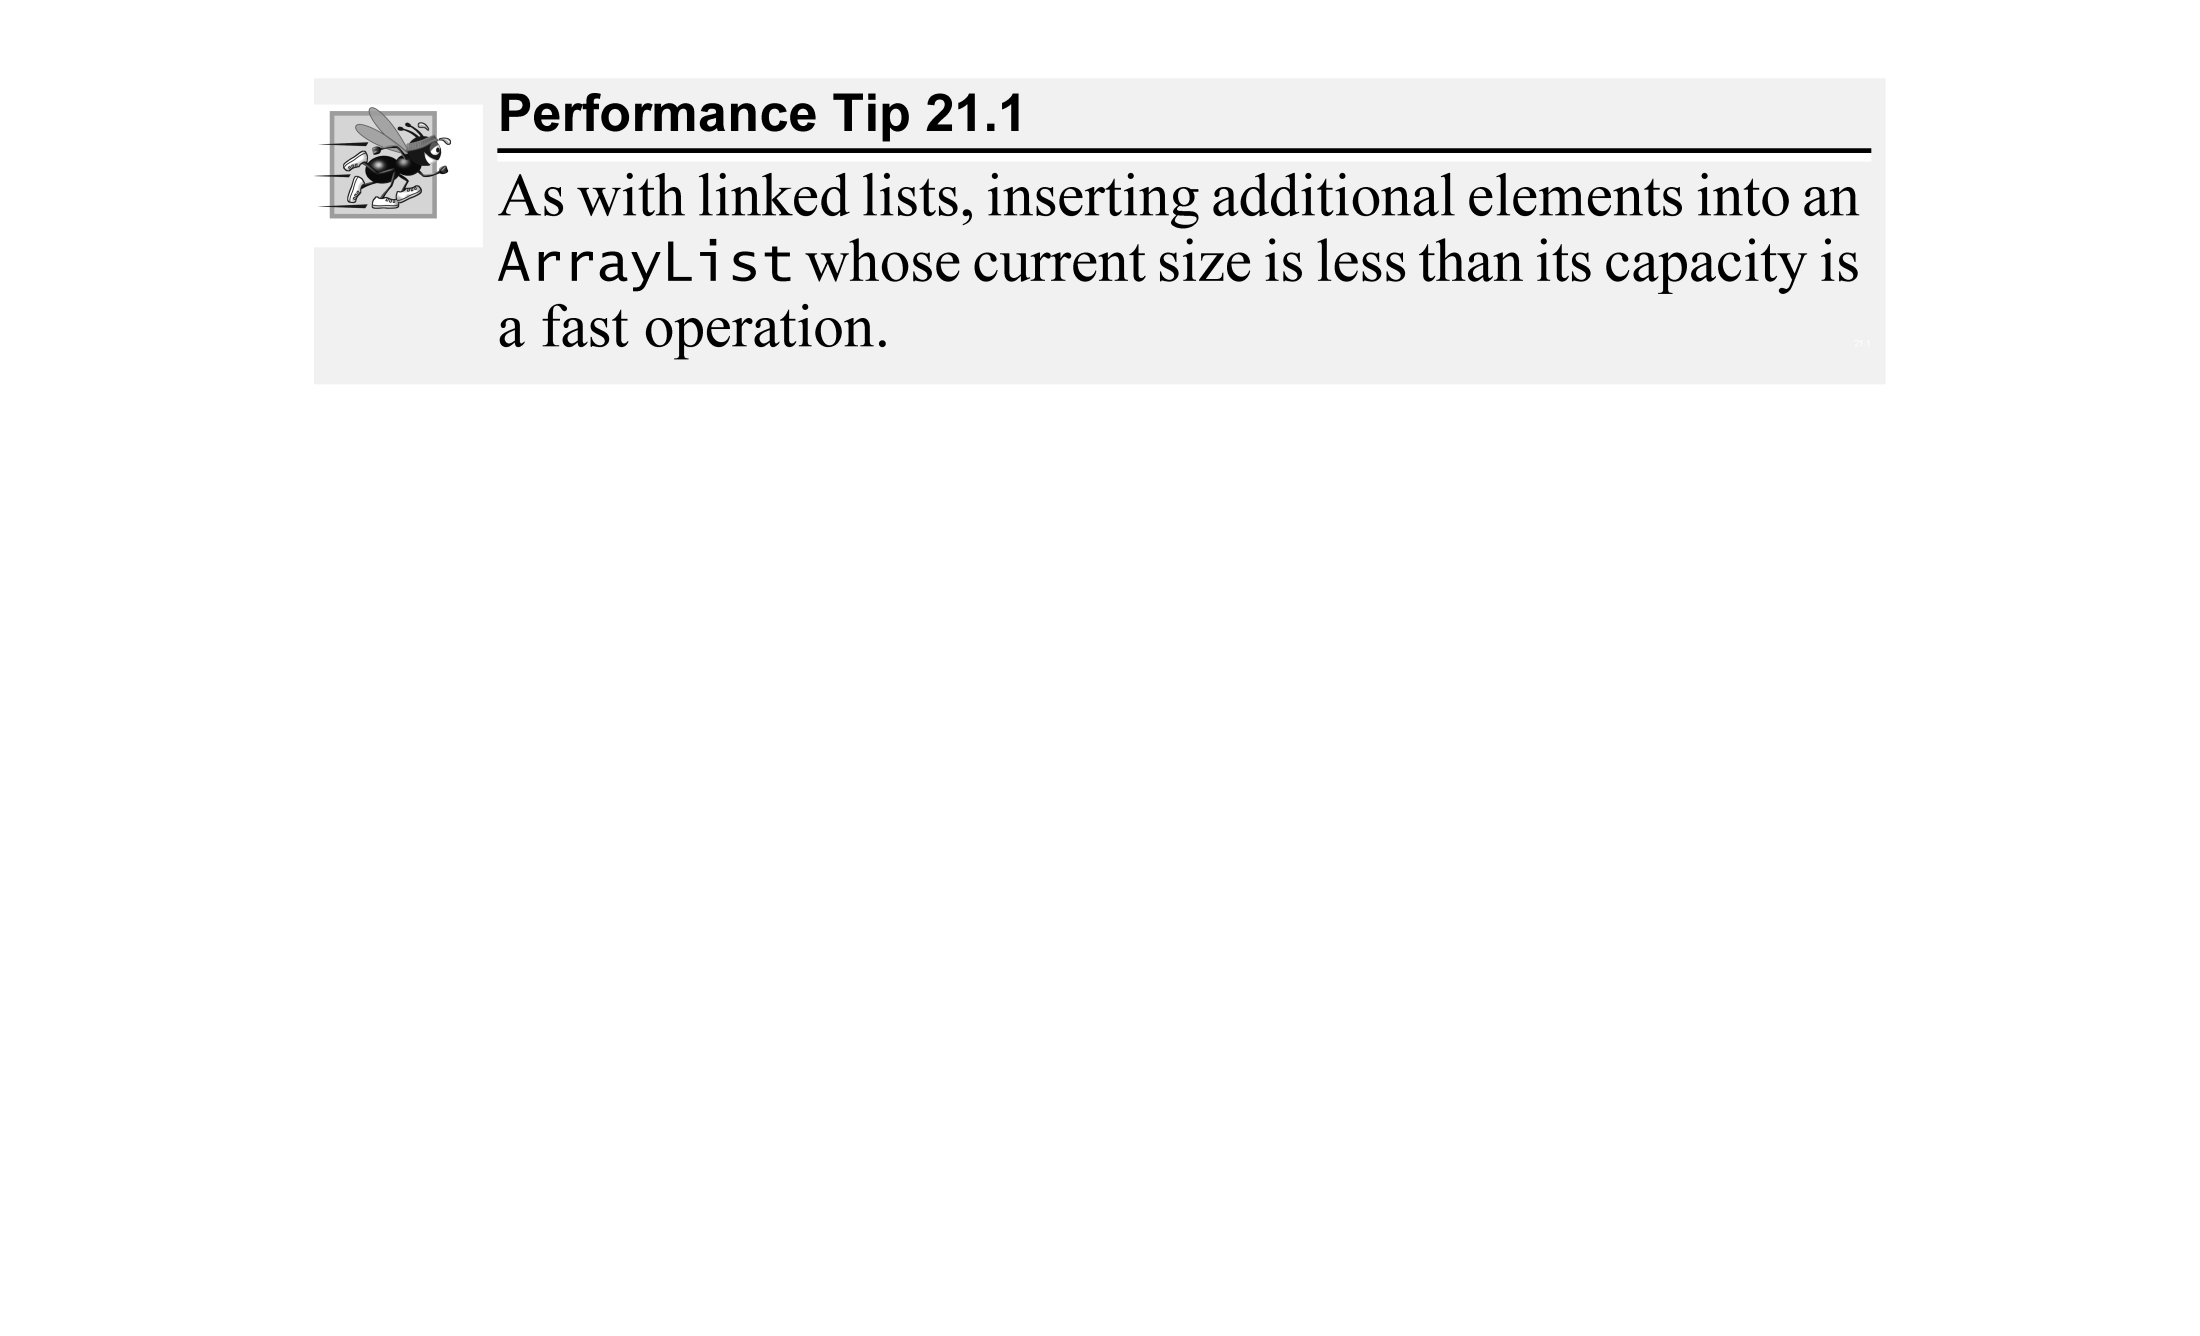 Performance Tip 21.1
As with linked lists, inserting additional elements into an
ArrayList whose current size is less than its capacity is
a fast operation.